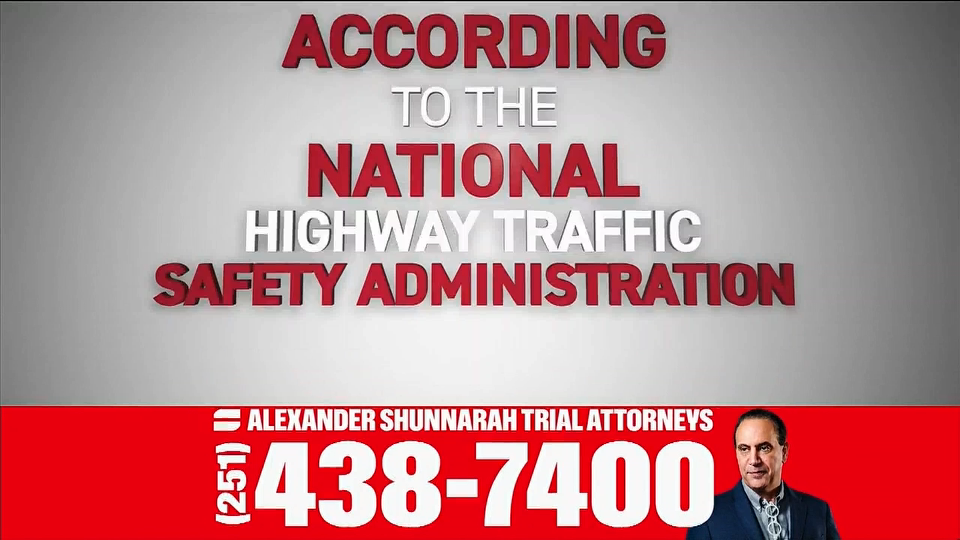 ACCORDING
TO THE
NATIONAL
HIGHWAY TRAFFIC
SAFETY ADMINISTRATION
ALEXANDER SHUNNARAH TRIAL ATTORNEYS
(251) 438-7400